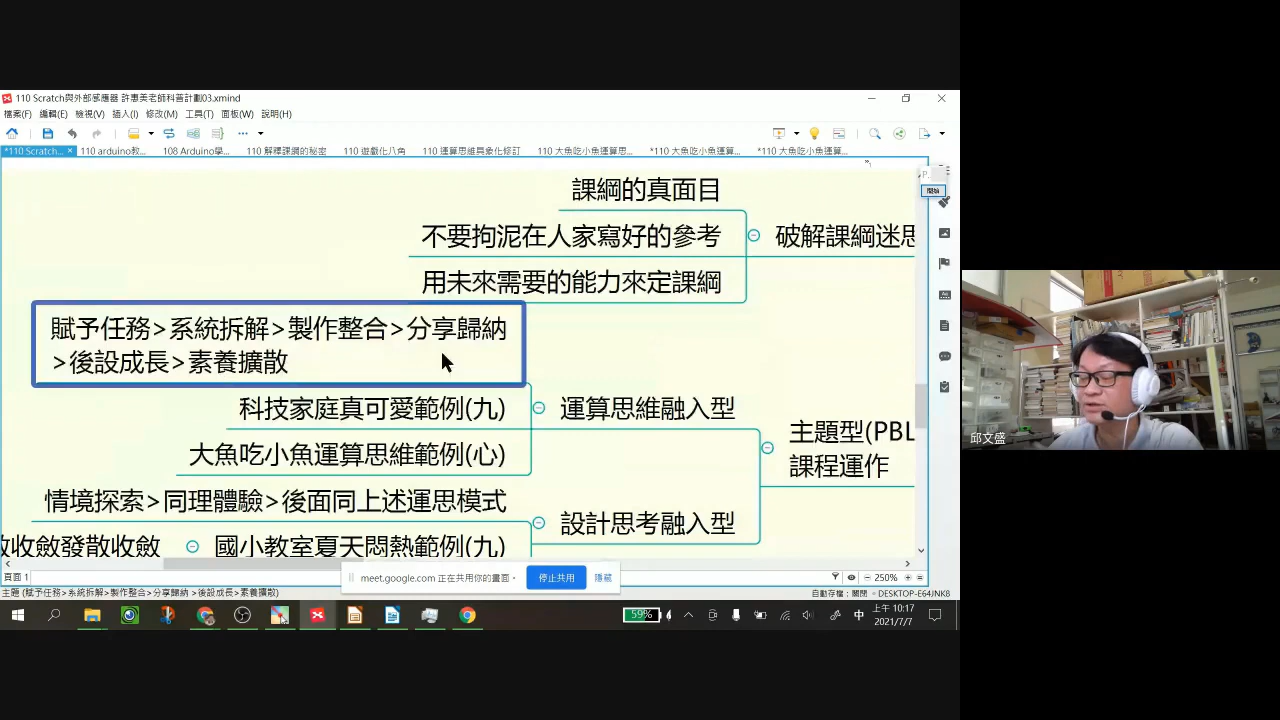 110 Scratch與外部感應器 許惠美老師科普計劃03.xmind
檔案(F) 編輯(E) 檢視(V) 插入(I) 修改(M) 工具(T) 面板(W) 說明(H)
*110 Scratch... × 110 arduino教... 108 Arduino學... 110 解釋課綱的秘密 110 遊戲化八角 110 運算思維具象化修訂 110 大魚吃小魚運算思... *110 大魚吃小魚運算... *110 大魚吃小魚運算...
開始
課綱的真面目
不要拘泥在人家寫好的參考
破解課綱迷思
用未來需要的能力來定課綱
賦予任務>系統拆解>製作整合>分享歸納
>後設成長>素養擴散
科技家庭真可愛範例(九)
運算思維融入型
大魚吃小魚運算思維範例(心)
主題型(PBL
課程運作
情境探索>同理體驗>後面同上述運思模式
設計思考融入型
收斂發散收斂
國小教室夏天悶熱範例(九)
邱文盛
頁面 1
meet.google.com 正在共用你的畫面。 停止共用 隱藏
250%
主題 (賦予任務>系統拆解>製作整合>分享歸納 >後設成長>素養擴散)
自動存檔：關閉 DESKTOP-E64JNK8
59%
中
上午 10:17
2021/7/7